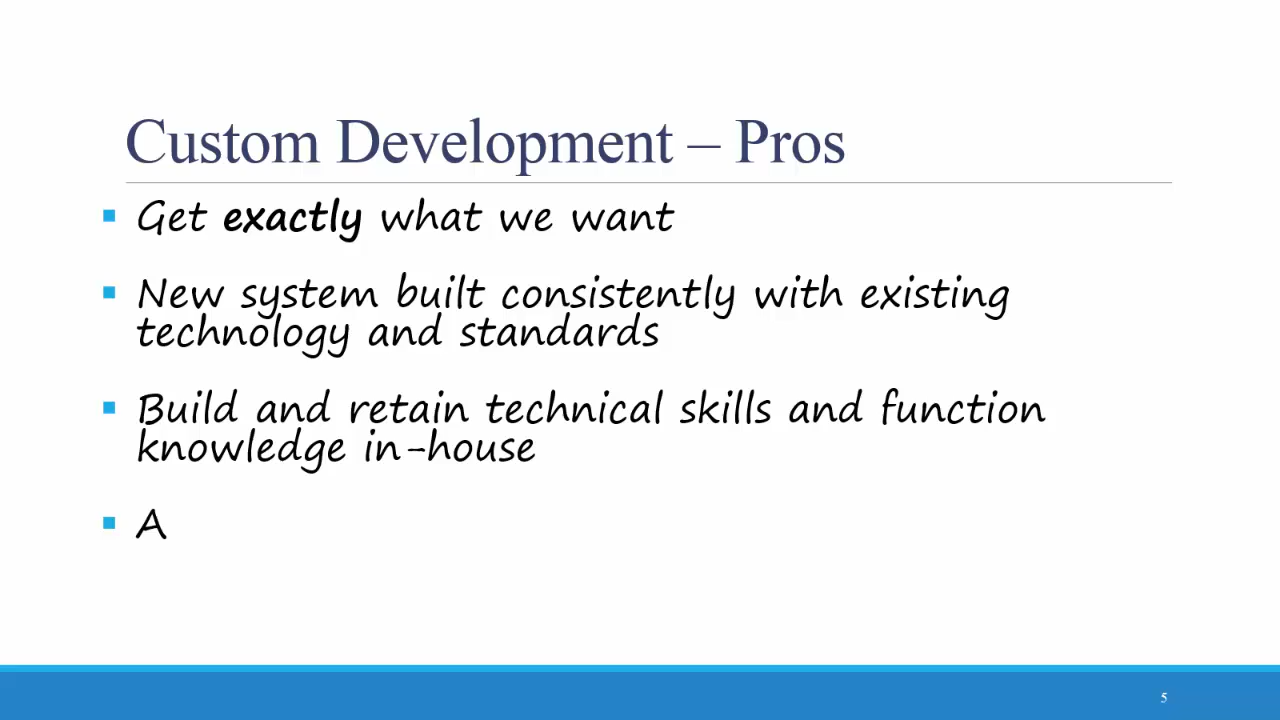 Custom Development – Pros
▪ Get exactly what we want
▪ New system built consistently with existing
technology and standards
▪ Build and retain technical skills and function
knowledge in-house
▪ A
5